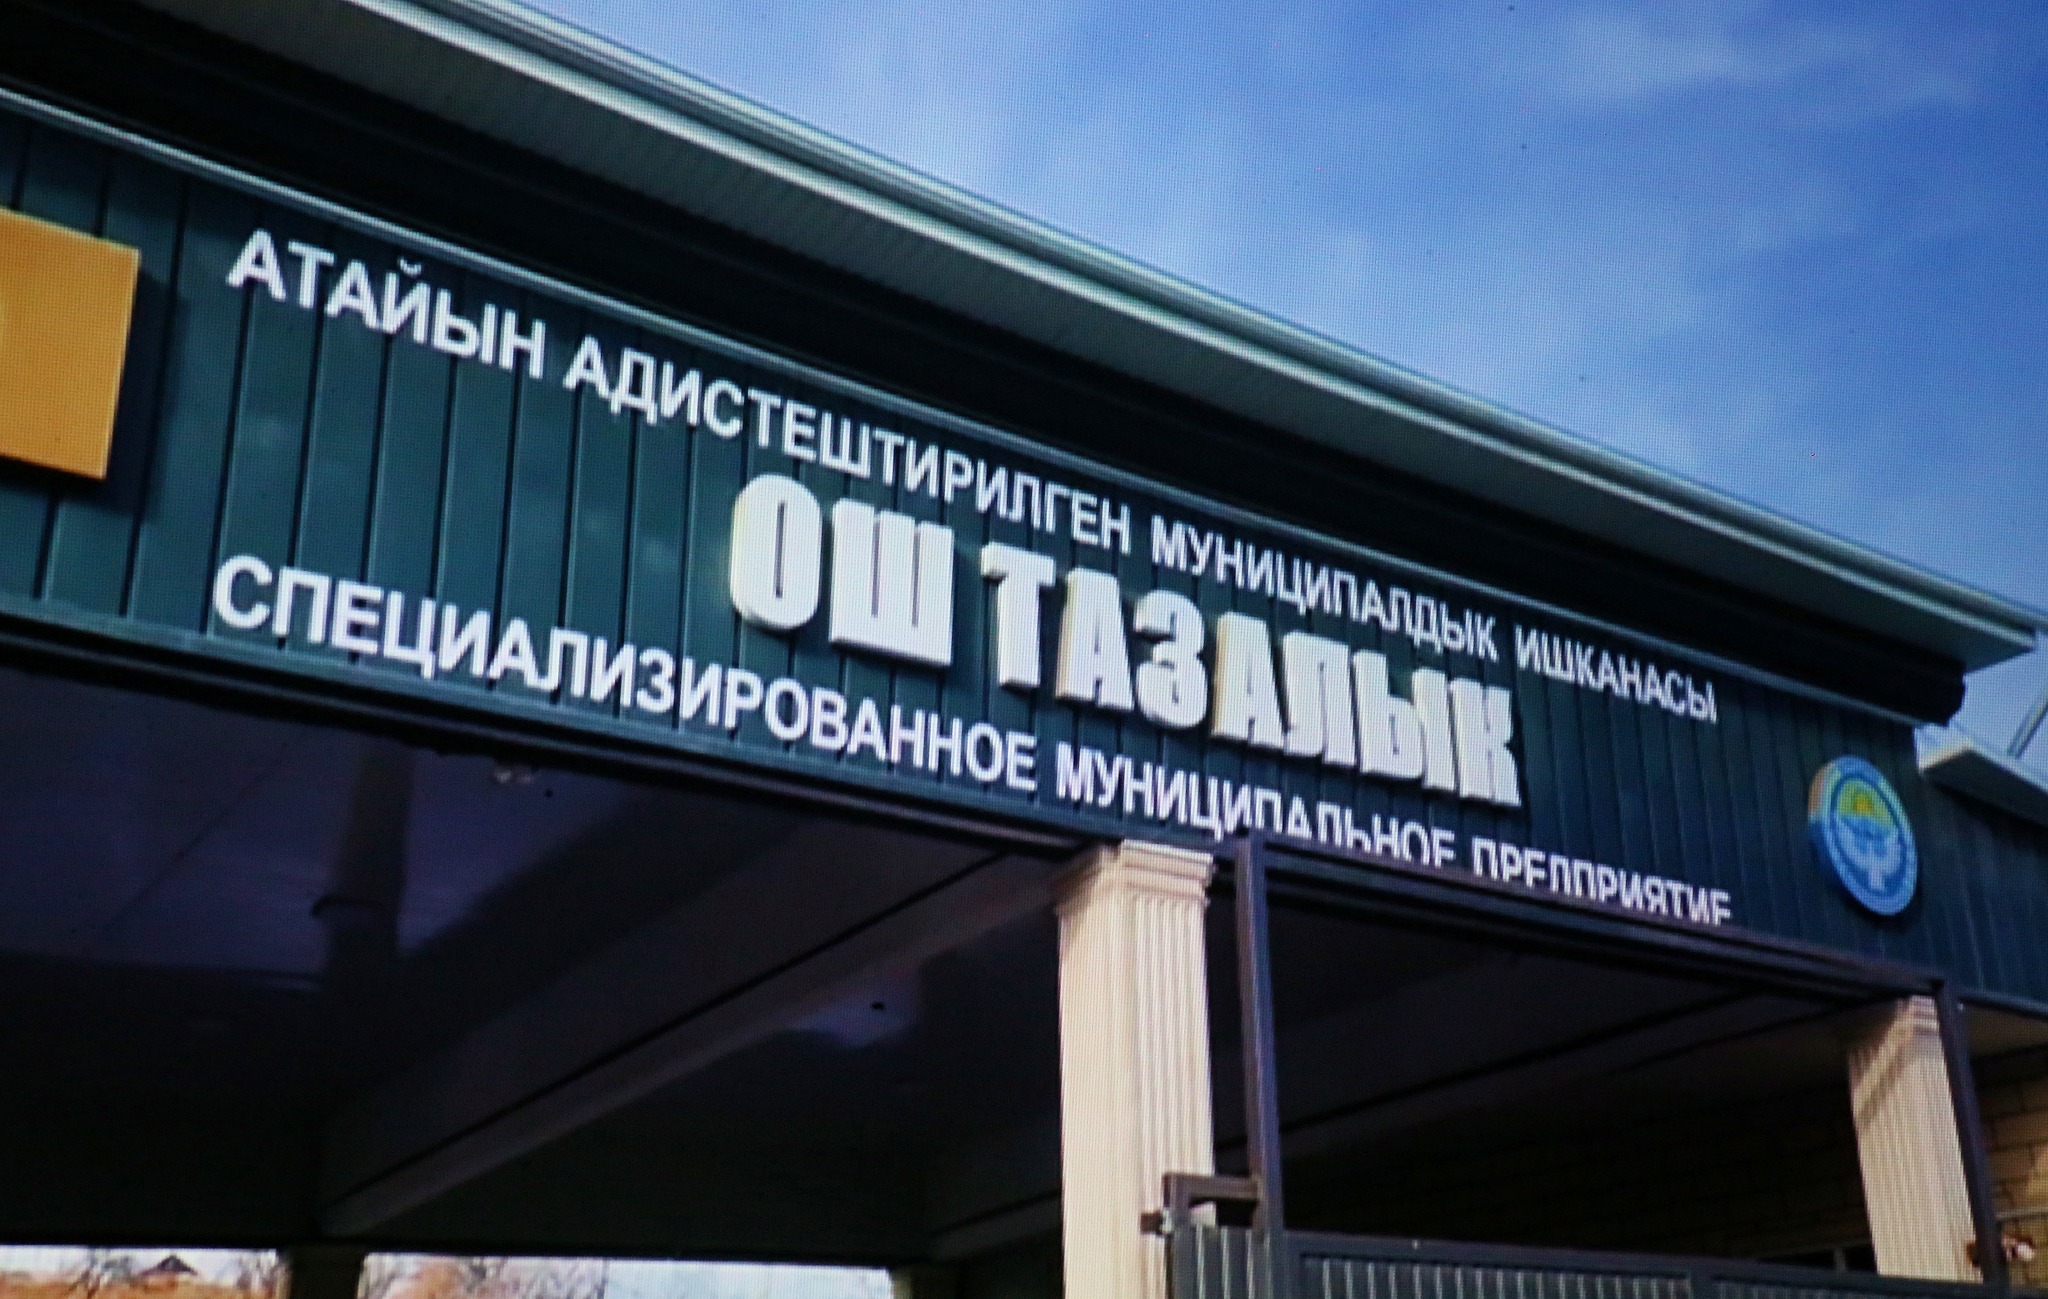 АТАЙЫН АДИСТЕШТИРИЛГЕН МУНИЦИПАЛДЫК ИШКАНАСЫ
ОШ ТАЗАЛЫК
СПЕЦИАЛИЗИРОВАННОЕ МУНИЦИПАЛЬНОЕ ПРЕДПРИЯТИЕ